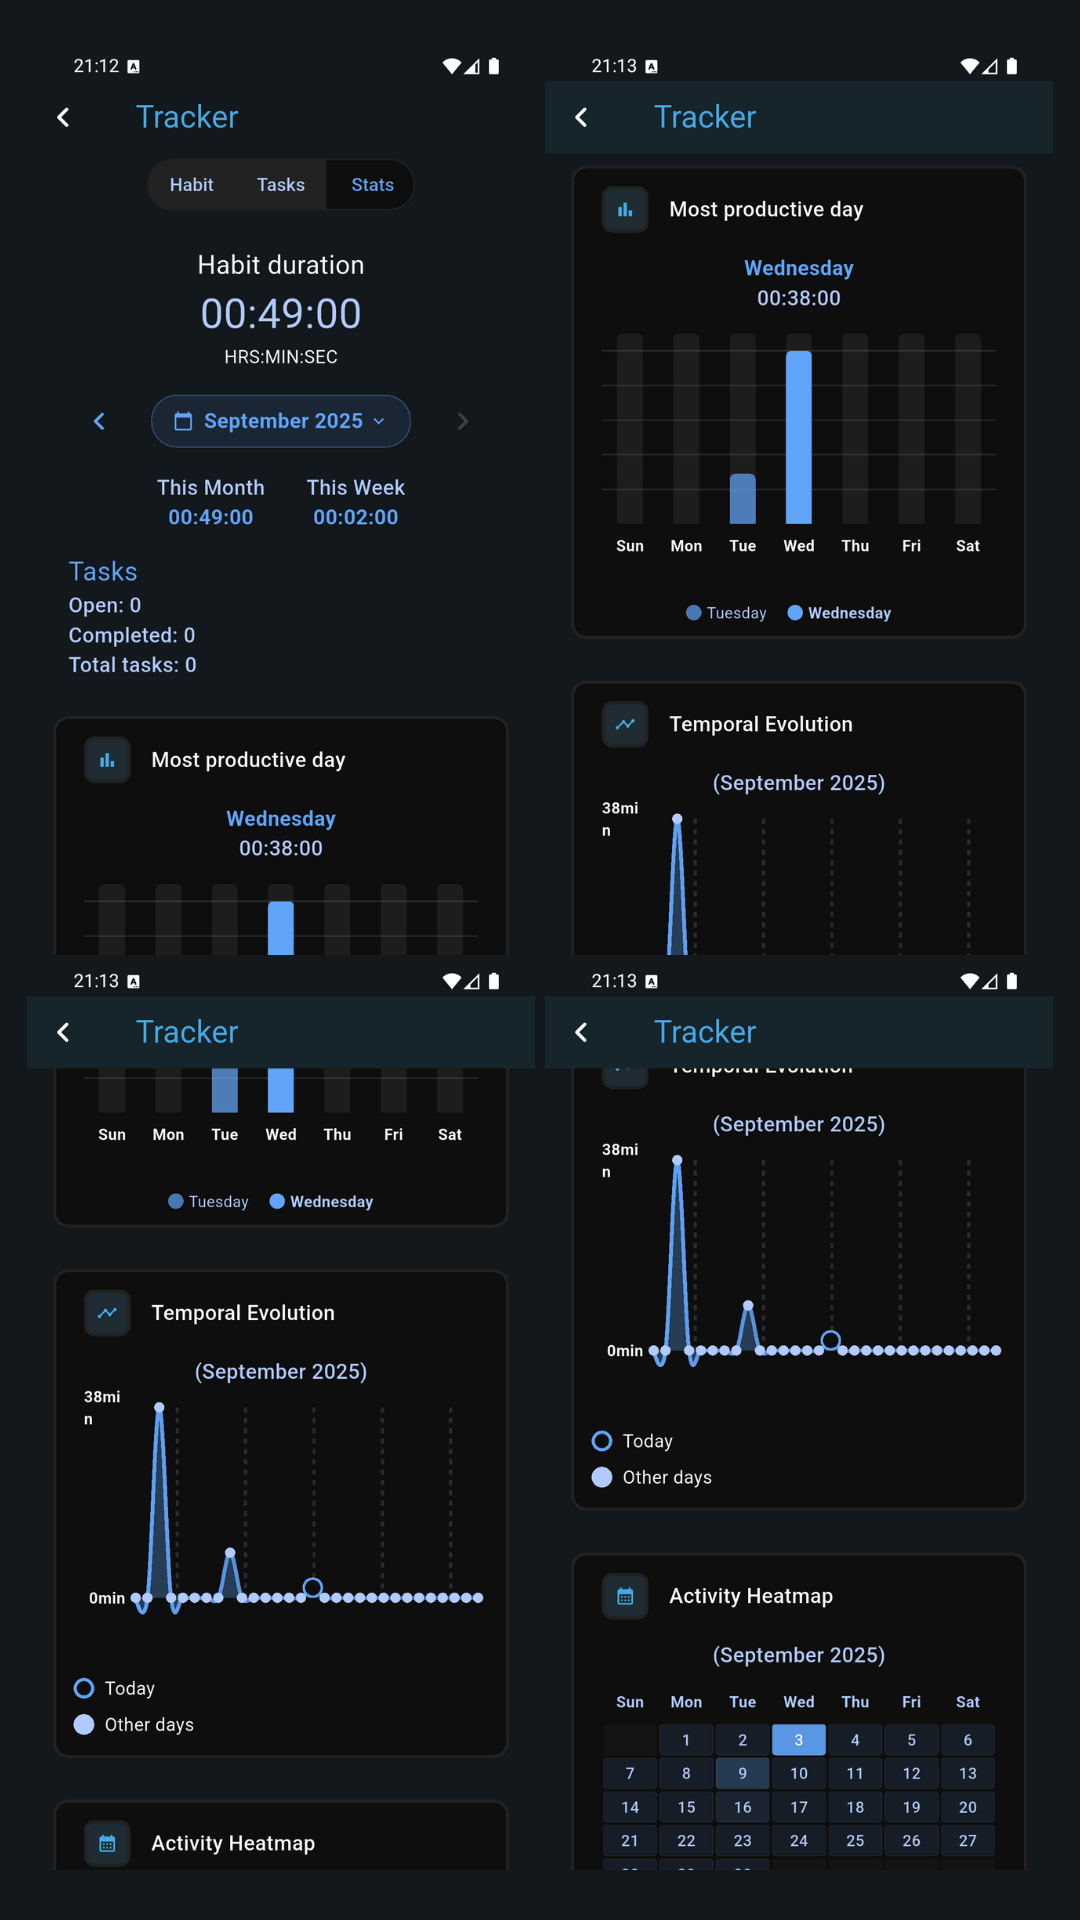 21:12
Tracker
Habit Tasks Stats
Habit duration
00:49:00
HRS:MIN:SEC
September 2025
This Month This Week
00:49:00 00:02:00
Tasks
Open: 0
Completed: 0
Total tasks: 0
Most productive day
Wednesday
00:38:00
21:13
Tracker
Most productive day
Wednesday
00:38:00
Sun Mon Tue Wed Thu Fri Sat
Tuesday Wednesday
Temporal Evolution
(September 2025)
38mi
n
21:13
Tracker
Sun Mon Tue Wed Thu Fri Sat
Tuesday Wednesday
Temporal Evolution
(September 2025)
38mi
n
0min
Today
Other days
Activity Heatmap
21:13
Tracker
Temporal Evolution
(September 2025)
38mi
n
0min
Today
Other days
Activity Heatmap
(September 2025)
Sun Mon Tue Wed Thu Fri Sat
1 2 3 4 5 6
7 8 9 10 11 12 13
14 15 16 17 18 19 20
21 22 23 24 25 26 27